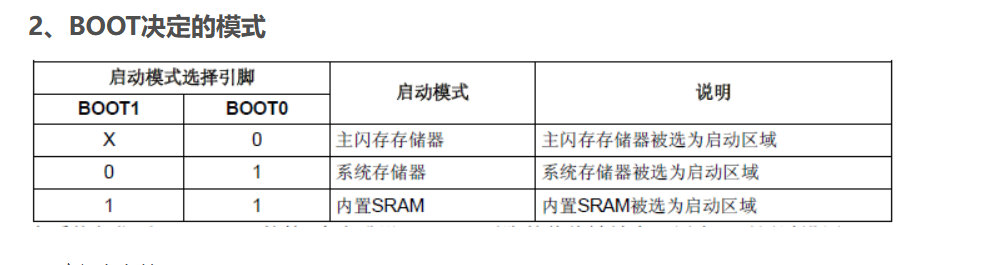 2、BOOT决定的模式
启动模式选择引脚 启动模式 说明
BOOT1 BOOT0
X 0 主闪存存储器 主闪存存储器被选为启动区域
0 1 系统存储器 系统存储器被选为启动区域
1 1 内置SRAM 内置SRAM被选为启动区域